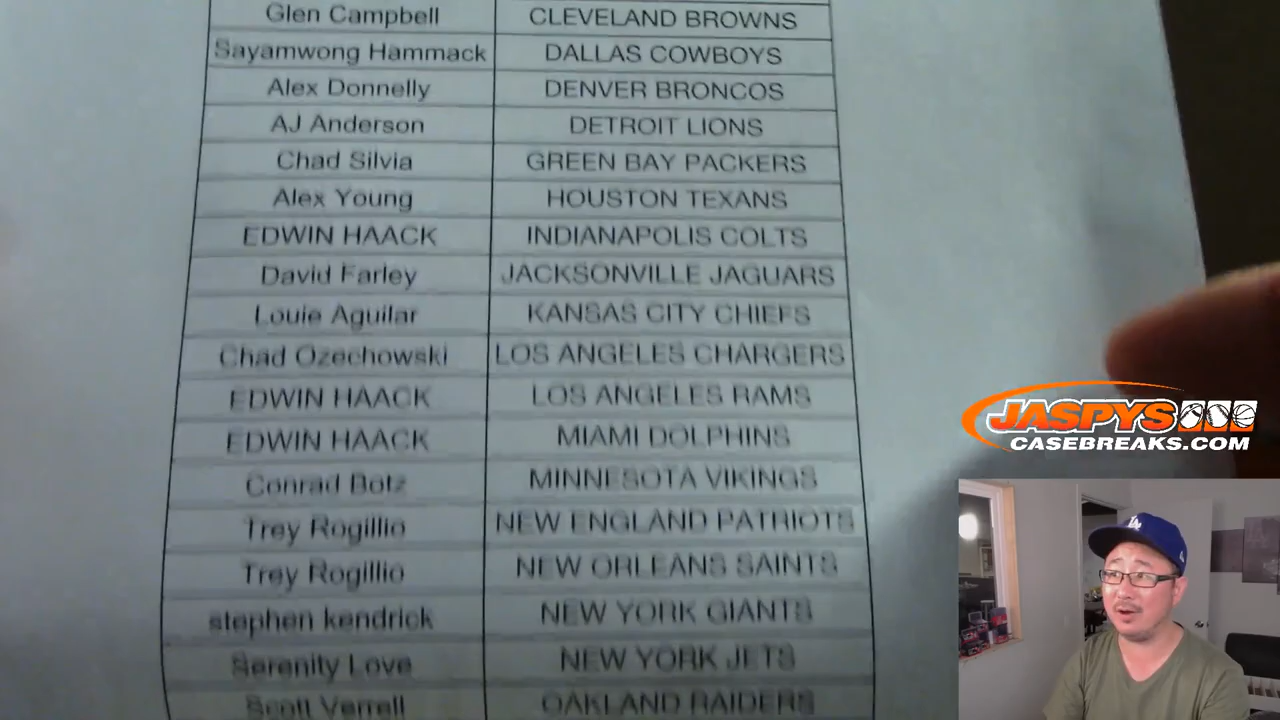 Glen Campbell CLEVELAND BROWNS
Sayamwong Hammack DALLAS COWBOYS
Alex Donnelly DENVER BRONCOS
AJ Anderson DETROIT LIONS
Chad Silvia GREEN BAY PACKERS
Alex Young HOUSTON TEXANS
EDWIN HAACK INDIANAPOLIS COLTS
David Farley JACKSONVILLE JAGUARS
Louie Aguilar KANSAS CITY CHIEFS
Chad Ozechowski LOS ANGELES CHARGERS
EDWIN HAACK LOS ANGELES RAMS
EDWIN HAACK MIAMI DOLPHINS
Conrad Botz MINNESOTA VIKINGS
Trey Rogillio NEW ENGLAND PATRIOTS
Trey Rogillio NEW ORLEANS SAINTS
stephen kendrick NEW YORK GIANTS
Serenity Love NEW YORK JETS
Scott Verrell OAKLAND RAIDERS
JASPYS
CASEBREAKS.COM
LA